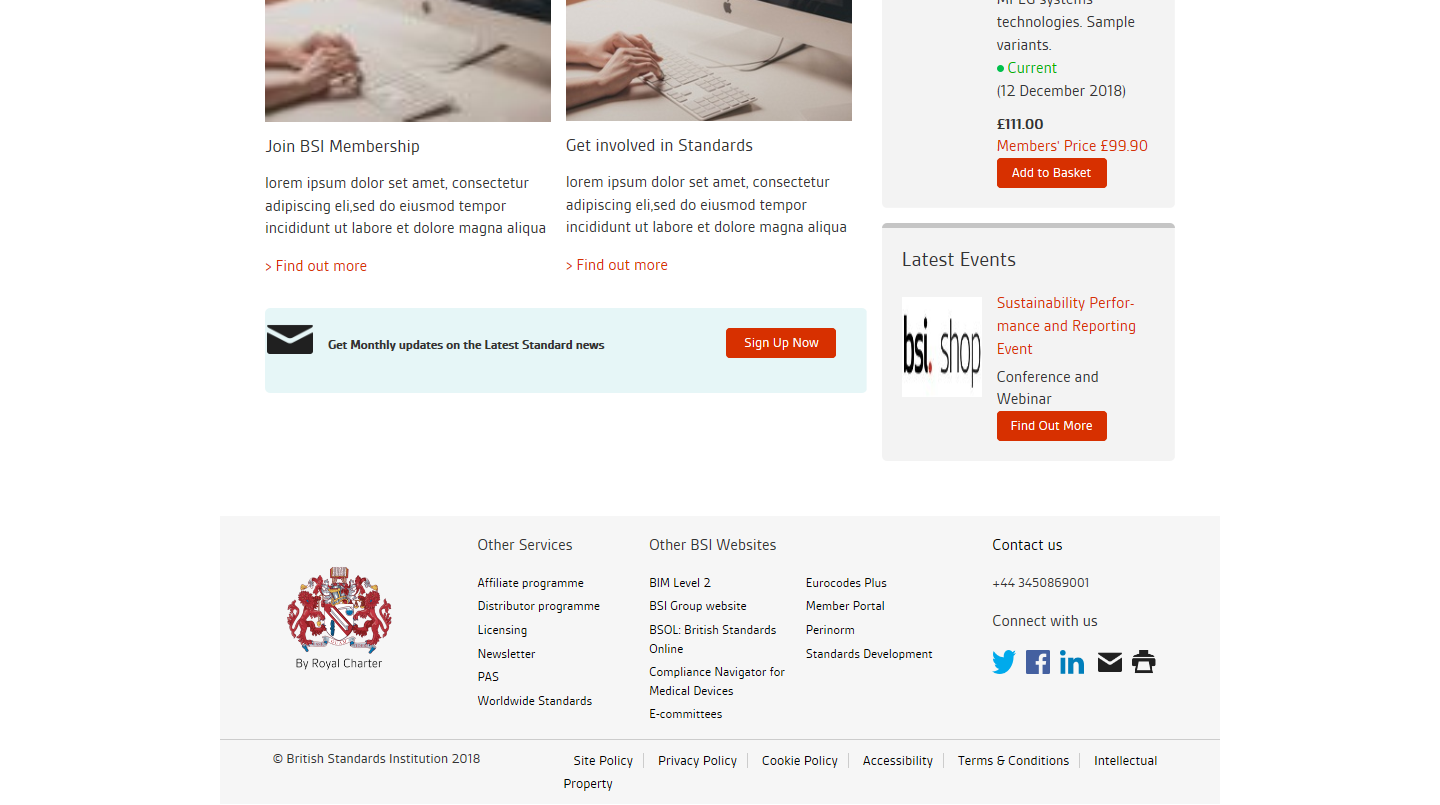 MPEG systems
technologies. Sample
variants.
Current
(12 December 2018)
£111.00
Members' Price £99.90
Add to Basket
Join BSI Membership
lorem ipsum dolor set amet, consectetur
adipiscing eli,sed do eiusmod tempor
incididunt ut labore et dolore magna aliqua
> Find out more
Get involved in Standards
lorem ipsum dolor set amet, consectetur
adipiscing eli,sed do eiusmod tempor
incididunt ut labore et dolore magna aliqua
> Find out more
Get Monthly updates on the Latest Standard news
Sign Up Now
Latest Events
bsi. shop
Sustainability Perfor-
mance and Reporting
Event
Conference and
Webinar
Find Out More
By Royal Charter
Other Services
Affiliate programme
Distributor programme
Licensing
Newsletter
PAS
Worldwide Standards
Other BSI Websites
BIM Level 2
BSI Group website
BSOL: British Standards
Online
Compliance Navigator for
Medical Devices
E-committees
Eurocodes Plus
Member Portal
Perinorm
Standards Development
Contact us
+44 3450869001
Connect with us
© British Standards Institution 2018
Site Policy
Privacy Policy
Cookie Policy
Accessibility
Terms & Conditions
Intellectual
Property